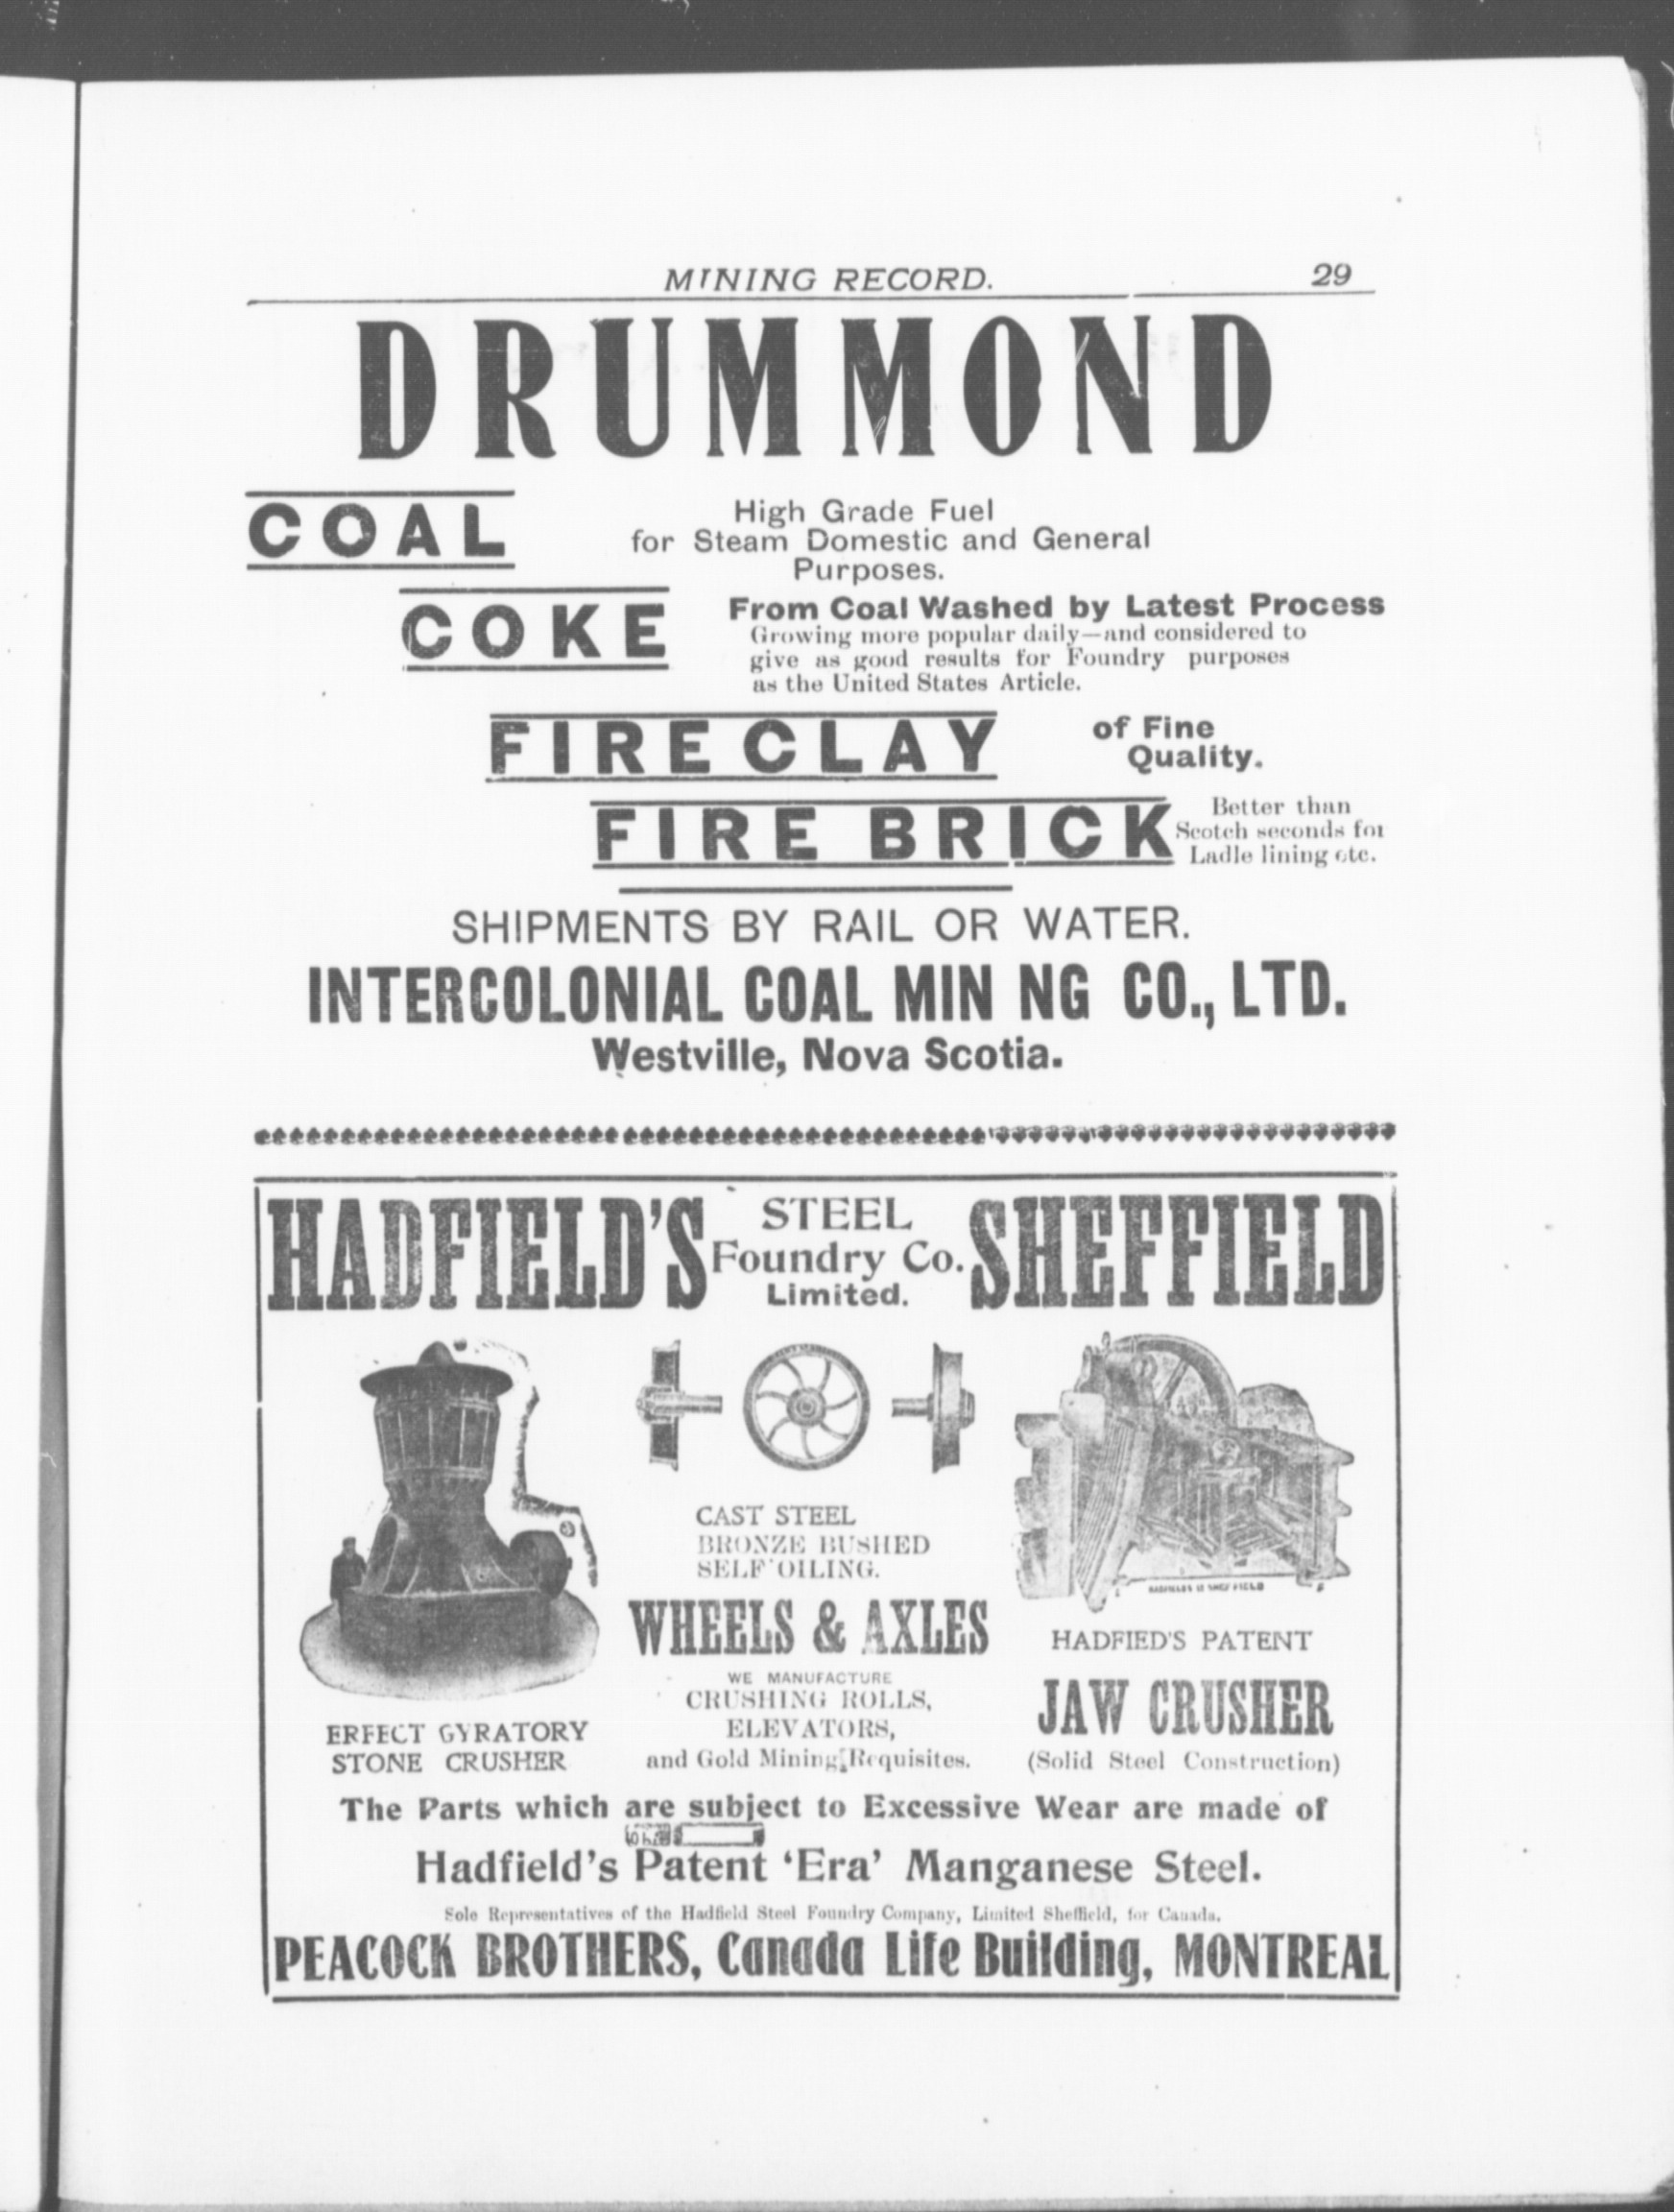 MINING RECORD. 29
DRUMMOND
COAL
High Grade Fuel
for Steam Domestic and General
Purposes.
COKE
From Coal Washed by Latest Process
Growing more popular daily—and considered to
give as good results for Foundry purposes
as the United States Article.
FIRECLAY
of Fine
Quality.
FIRE BRICK
Better than
Scotch seconds for
Ladle lining etc.
SHIPMENTS BY RAIL OR WATER.
INTERCOLONIAL COAL MIN NG CO., LTD.
Westville, Nova Scotia.
HADFIELD'S STEEL Foundry Co. Limited. SHEFFIELD
ERFECT GYRATORY
STONE CRUSHER
CAST STEEL
BRONZE BUSHED
SELF OILING.
WHEELS & AXLES
WE MANUFACTURE
CRUSHING ROLLS,
ELEVATORS,
and Gold Mining Requisites.
HADFIED'S PATENT
JAW CRUSHER
(Solid Steel Construction)
The Parts which are subject to Excessive Wear are made of
Hadfield's Patent 'Era' Manganese Steel.
Sole Representatives of the Hadfield Steel Foundry Company, Limited Sheffield, for Canada.
PEACOCK BROTHERS, Canada Life Building, MONTREAL